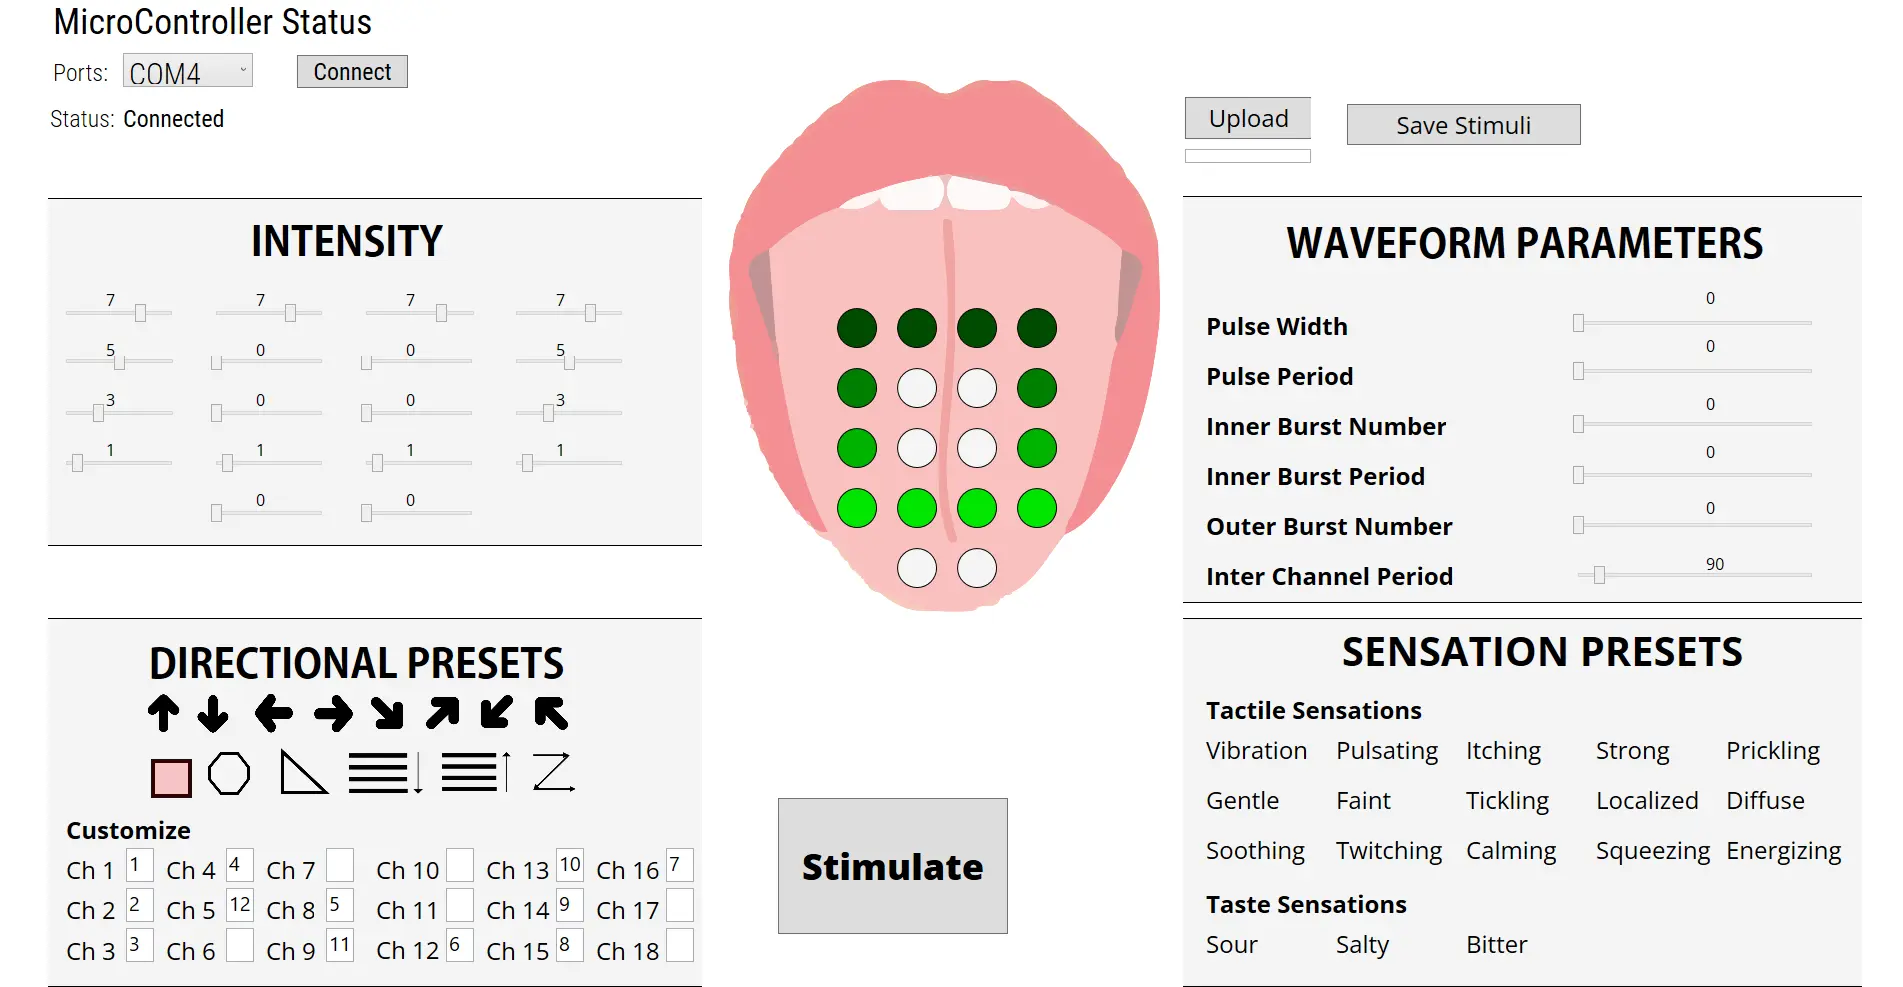 MicroController Status
Ports: COM4 Connect
Status: Connected
Upload Save Stimuli
INTENSITY
7 7 7 7
5 0 0 5
3 0 0 3
1 1 1 1
0 0
WAVEFORM PARAMETERS
Pulse Width 0
Pulse Period 0
Inner Burst Number 0
Inner Burst Period 0
Outer Burst Number 0
Inter Channel Period 90
DIRECTIONAL PRESETS
Customize
Ch 1 1 Ch 4 4 Ch 7 Ch 10 Ch 13 10 Ch 16 7
Ch 2 2 Ch 5 12 Ch 8 5 Ch 11 Ch 14 9 Ch 17
Ch 3 3 Ch 6 Ch 9 11 Ch 12 6 Ch 15 8 Ch 18
Stimulate
SENSATION PRESETS
Tactile Sensations
Vibration Pulsating Itching Strong Prickling
Gentle Faint Tickling Localized Diffuse
Soothing Twitching Calming Squeezing Energizing
Taste Sensations
Sour Salty Bitter